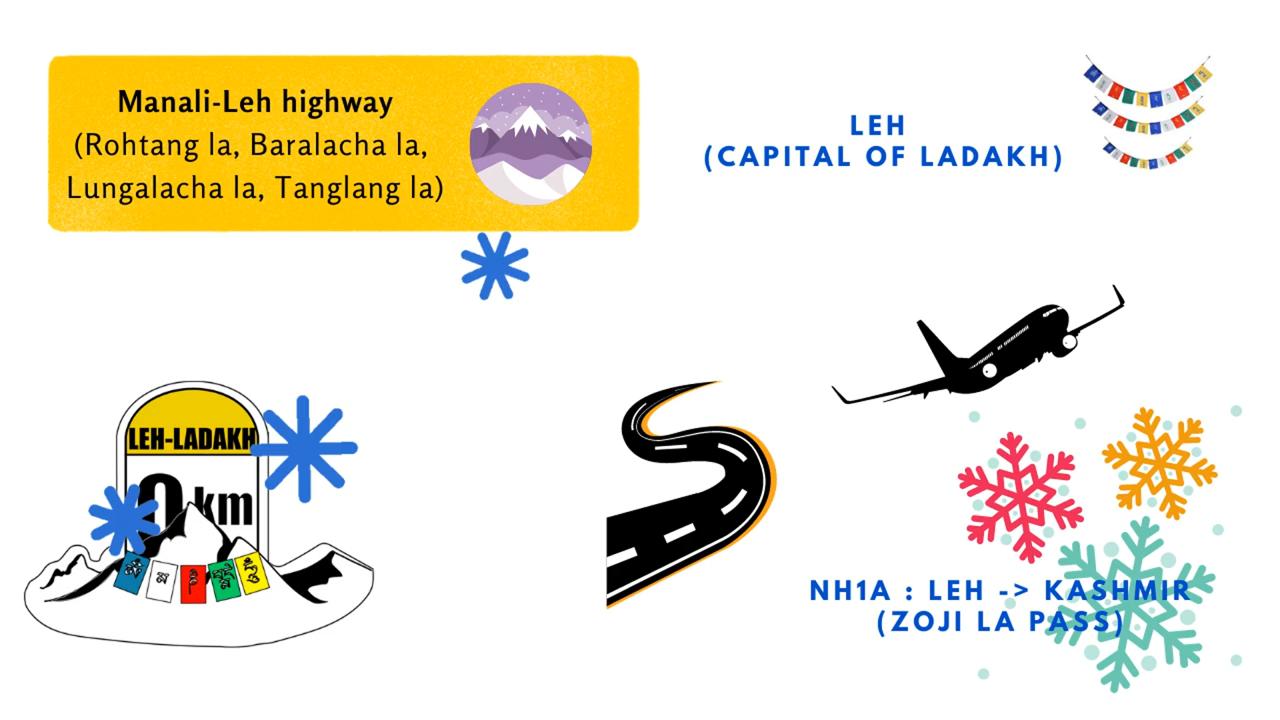 Manali-Leh highway
(Rohtang la, Baralacha la,
Lungalacha la, Tanglang la)
LEH
(CAPITAL OF LADAKH)
LEH-LADAKH
0 km
NH1A : LEH -> KASHMIR
(ZOJI LA PASS)